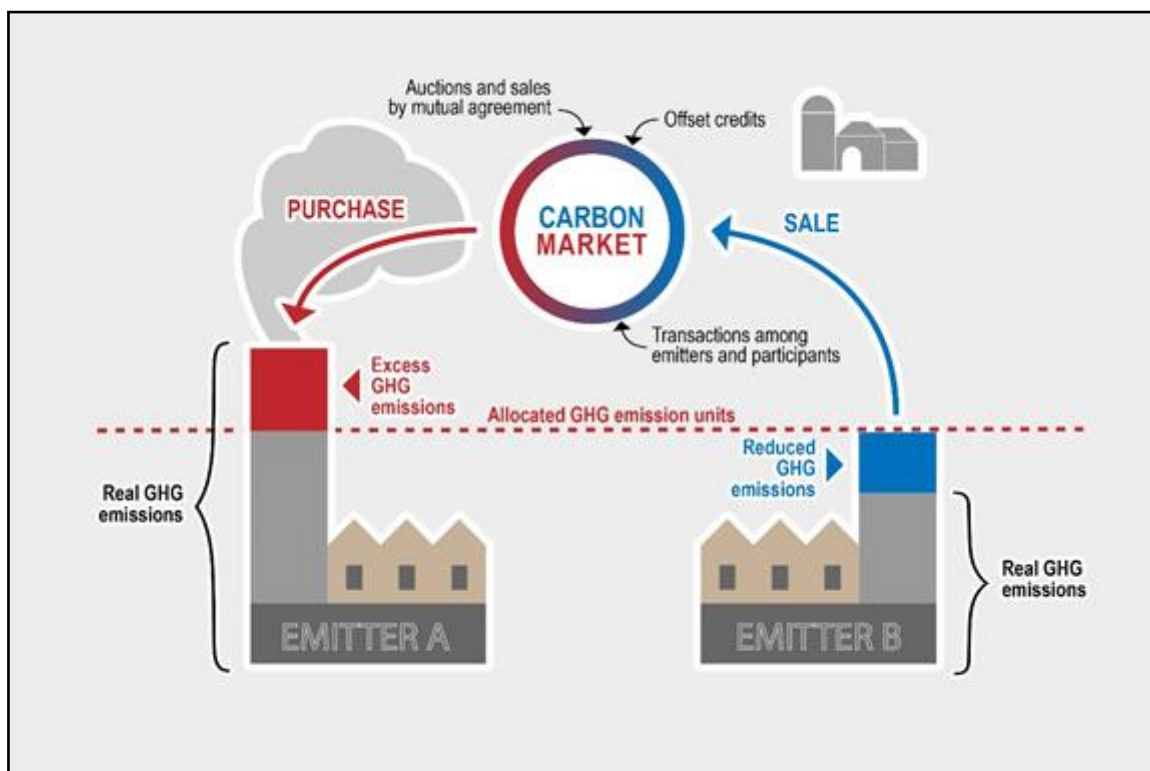 Auctions and sales
by mutual agreement
Offset credits
PURCHASE
CARBON
MARKET
SALE
Transactions among
emitters and participants
Excess
GHG
emissions
Allocated GHG emission units
Reduced
GHG
emissions
Real GHG
emissions
Real GHG
emissions
EMITTER A
EMITTER B